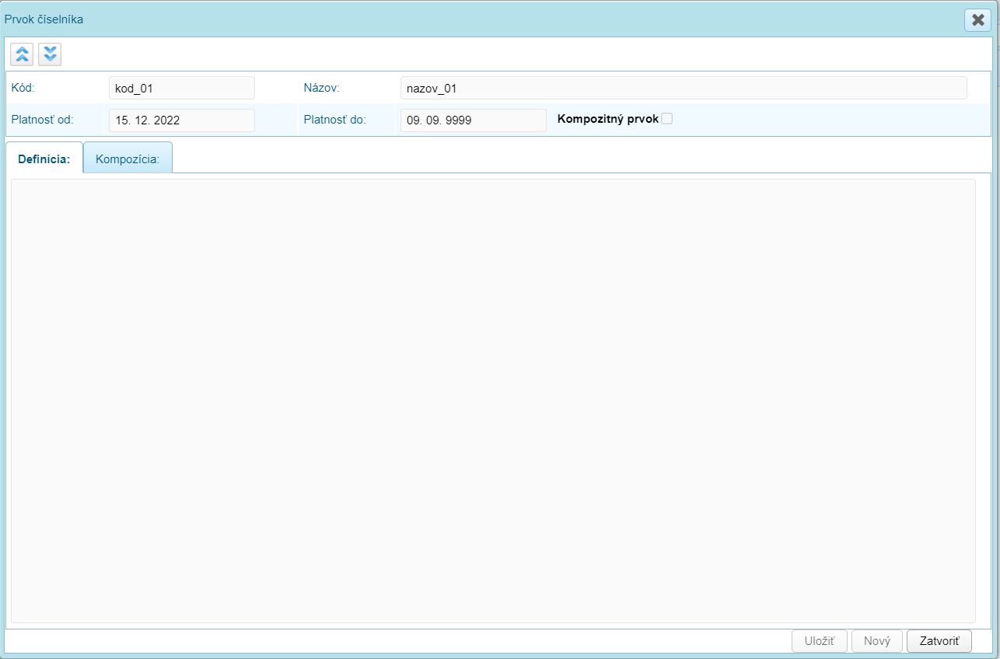 Prvok číselníka
Kód: kod_01 Názov: nazov_01
Platnosť od: 15. 12. 2022 Platnosť do: 09. 09. 9999 Kompozitný prvok
Definícia: Kompozícia:
Uložiť Nový Zatvoriť